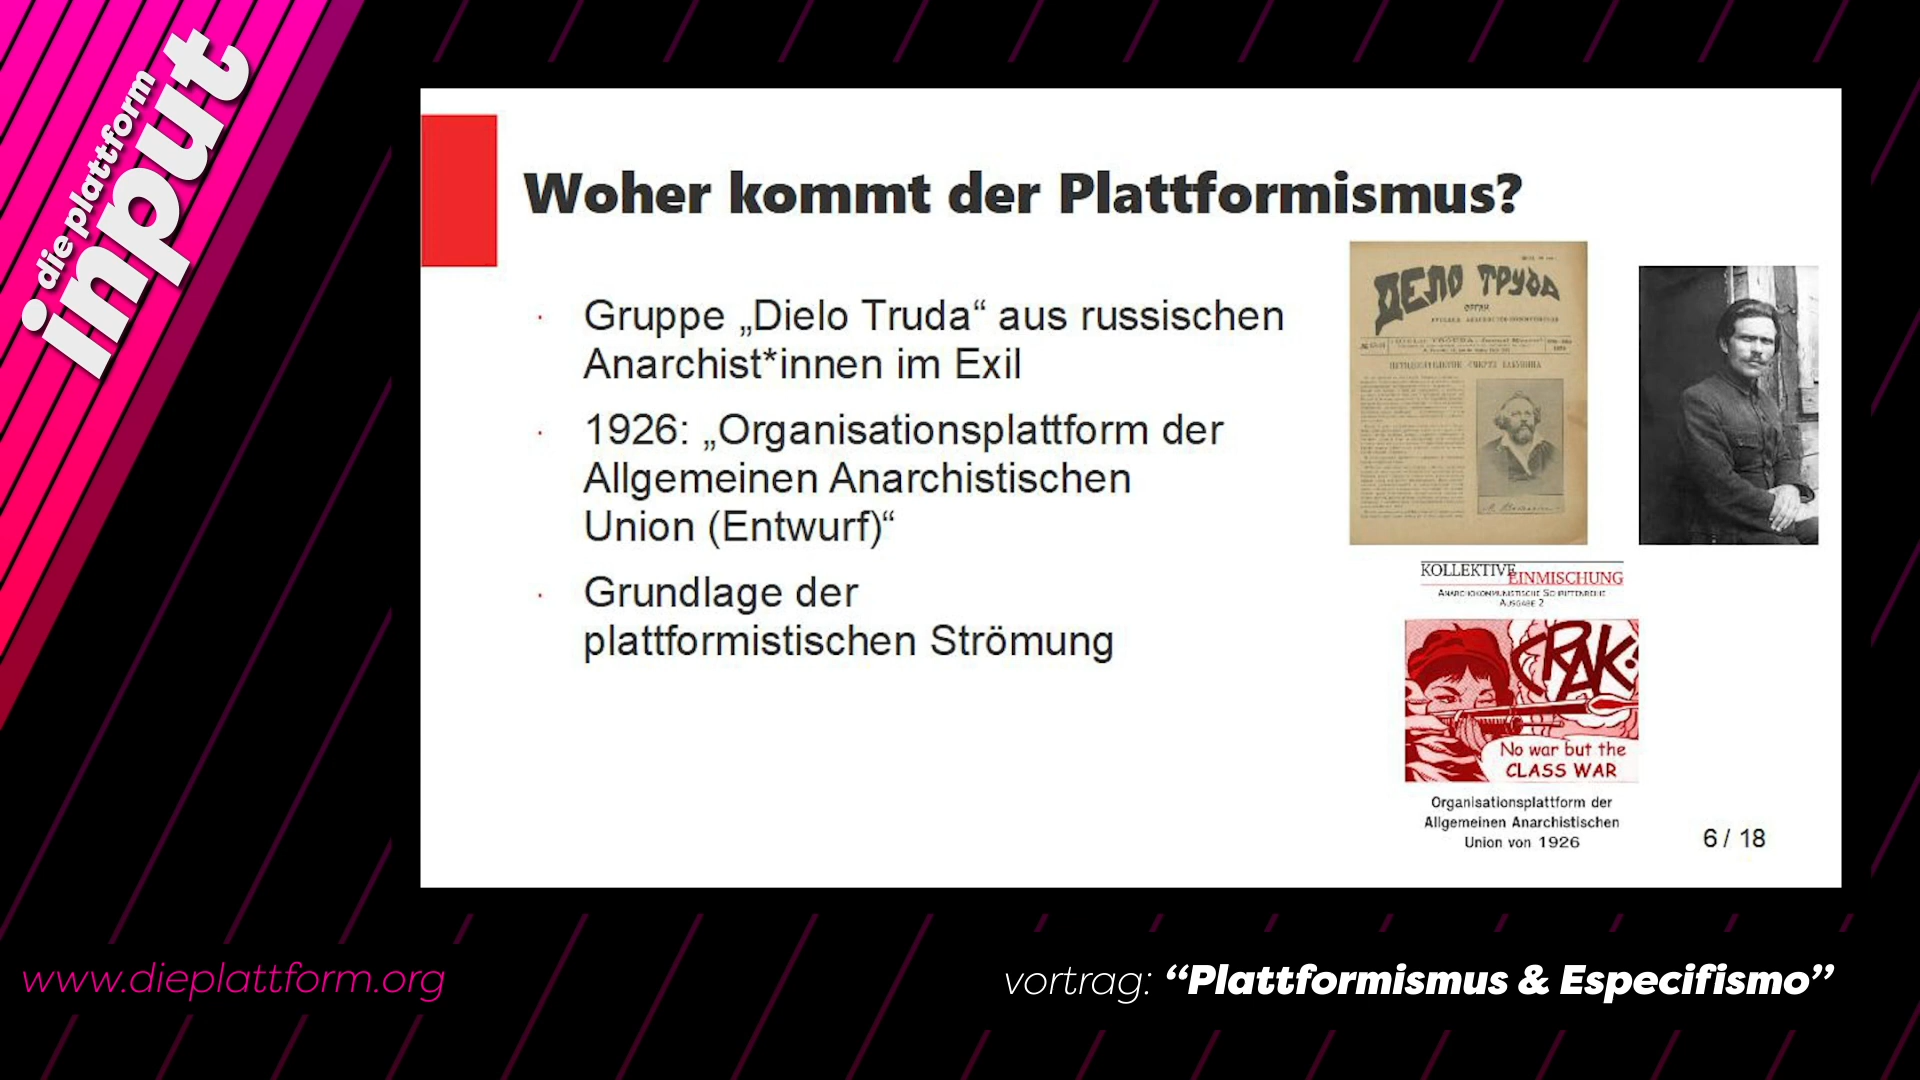 die plattform
input
Woher kommt der Plattformismus?
· Gruppe „Dielo Truda“ aus russischen
Anarchist*innen im Exil
· 1926: „Organisationsplattform der
Allgemeinen Anarchistischen
Union (Entwurf)“
· Grundlage der
plattformistischen Strömung
ДЕЛО ТРУДА
ОРГАН
KOLLEKTIVE
EINMISCHUNG
ANARCHOKOMMUNISTISCHE SCHRIFTENREIHE
AUSGABE 2
CRAK!
No war but the
CLASS WAR
Organisationsplattform der
Allgemeinen Anarchistischen
Union von 1926
6 / 18
www.dieplattform.org
vortrag: “Plattformismus & Especifismo”